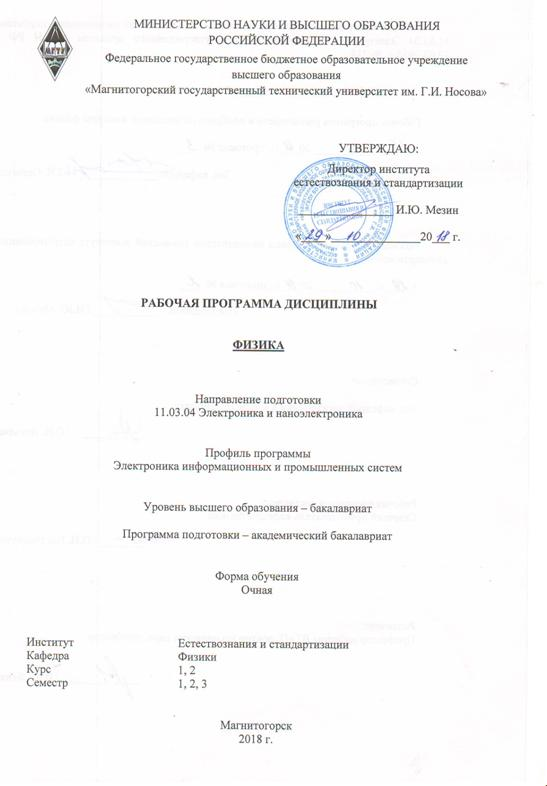 МИНИСТЕРСТВО НАУКИ И ВЫСШЕГО ОБРАЗОВАНИЯ
РОССИЙСКОЙ ФЕДЕРАЦИИ
Федеральное государственное бюджетное образовательное учреждение
высшего образования
«Магнитогорский государственный технический университет им. Г.И. Носова»
УТВЕРЖДАЮ:
Директор института
естествознания и стандартизации
И.Ю. Мезин
«29» 10 2018 г.
РАБОЧАЯ ПРОГРАММА ДИСЦИПЛИНЫ
ФИЗИКА
Направление подготовки
11.03.04 Электроника и наноэлектроника
Профиль программы
Электроника информационных и промышленных систем
Уровень высшего образования – бакалавриат
Программа подготовки – академический бакалавриат
Форма обучения
Очная
Институт Естествознания и стандартизации
Кафедра Физики
Курс 1, 2
Семестр 1, 2, 3
Магнитогорск
2018 г.